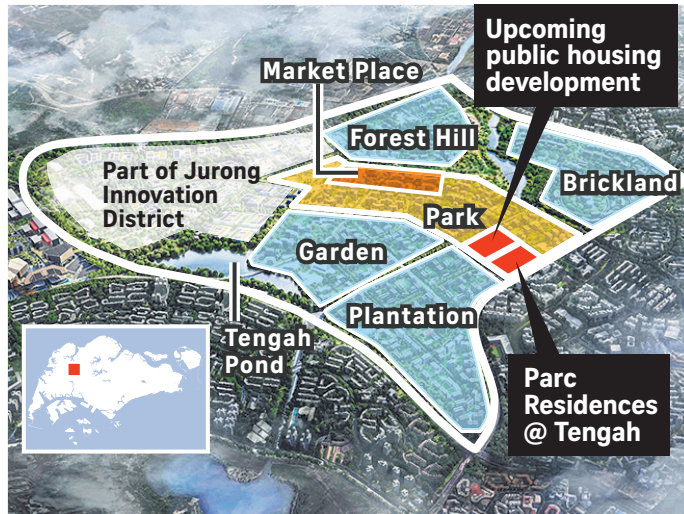 Upcoming
public housing
development
Market Place
Forest Hill
Part of Jurong
Innovation
District
Brickland
Park
Garden
Plantation
Tengah
Pond
Parc
Residences
@ Tengah